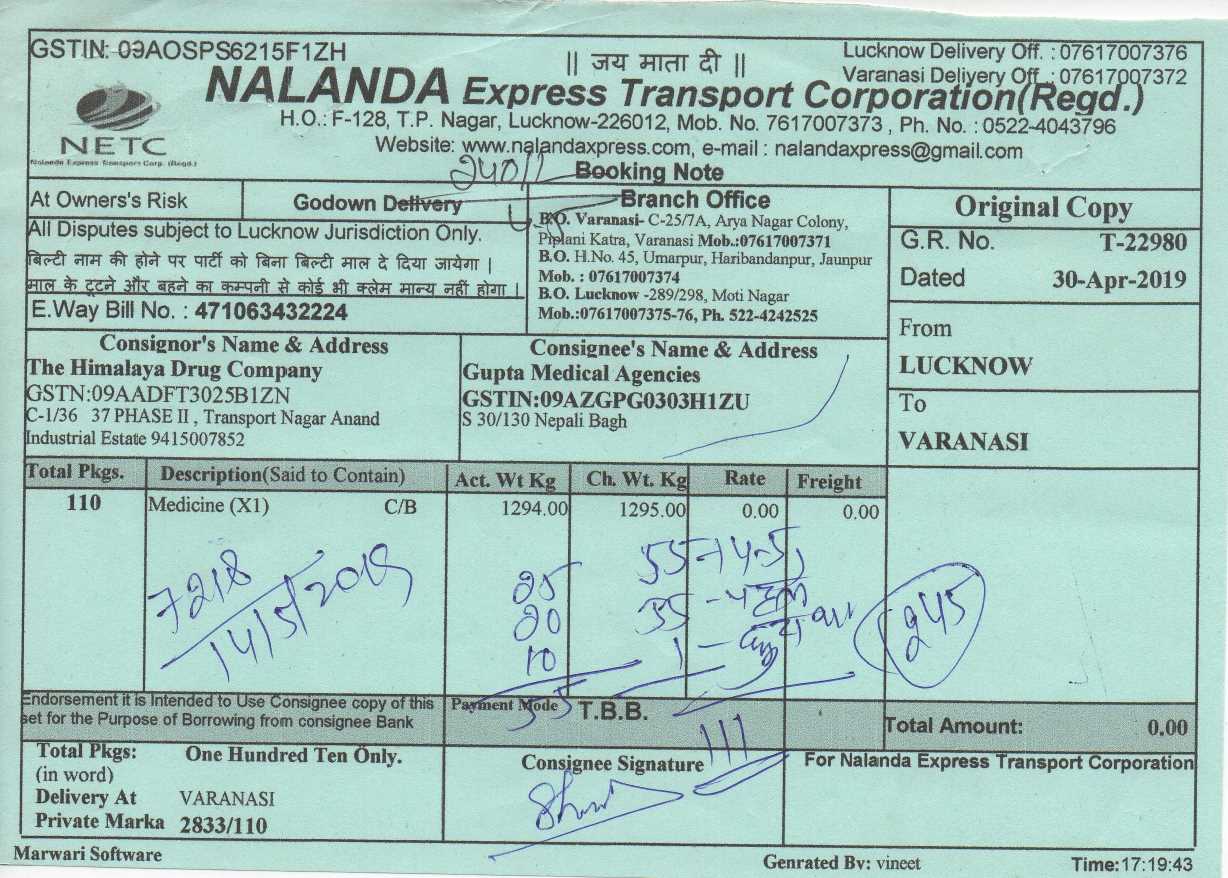 GSTIN: 09AOSPS6215F1ZH
|| जय माता दी ||
Lucknow Delivery Off. : 07617007376
Varanasi Delivery Off. : 07617007372
NALANDA Express Transport Corporation(Regd.)
NETC
Nalanda Express Transport Corp. (Regd.)
H.O.: F-128, T.P. Nagar, Lucknow-226012, Mob. No. 7617007373 , Ph. No. : 0522-4043796
Website: www.nalandaxpress.com, e-mail : nalandaxpress@gmail.com
Booking Note
At Owners's Risk
Godown Delivery
All Disputes subject to Lucknow Jurisdiction Only.
बिल्टी नाम की होने पर पार्टी को बिना बिल्टी माल दे दिया जायेगा |
माल के टूटने और बहने का कम्पनी से कोई भी क्लेम मान्य नहीं होगा |
E.Way Bill No. : 471063432224
Branch Office
B.O. Varanasi- C-25/7A, Arya Nagar Colony,
Piplani Katra, Varanasi Mob.:07617007371
B.O. H.No. 45, Umarpur, Haribandanpur, Jaunpur
Mob. : 07617007374
B.O. Lucknow -289/298, Moti Nagar
Mob.:07617007375-76, Ph. 522-4242525
Original Copy
G.R. No. T-22980
Dated 30-Apr-2019
From
LUCKNOW
To
VARANASI
Consignor's Name & Address
The Himalaya Drug Company
GSTN:09AADFT3025B1ZN
C-1/36 37 PHASE II , Transport Nagar Anand
Industrial Estate 9415007852
Consignee's Name & Address
Gupta Medical Agencies
GSTIN:09AZGPG0303H1ZU
S 30/130 Nepali Bagh
Total Pkgs. Description(Said to Contain) Act. Wt Kg Ch. Wt. Kg Rate Freight
110 Medicine (X1) C/B 1294.00 1295.00 0.00 0.00
7218
14/5/2019
25
20
10
55
55
35
245
111
Endorsement it is Intended to Use Consignee copy of this
set for the Purpose of Borrowing from consignee Bank
Payment Mode T.B.B.
Total Amount: 0.00
Total Pkgs: One Hundred Ten Only.
(in word)
Delivery At VARANASI
Private Marka 2833/110
Consignee Signature
For Nalanda Express Transport Corporation
Marwari Software
Genrated By: vineet
Time:17:19:43